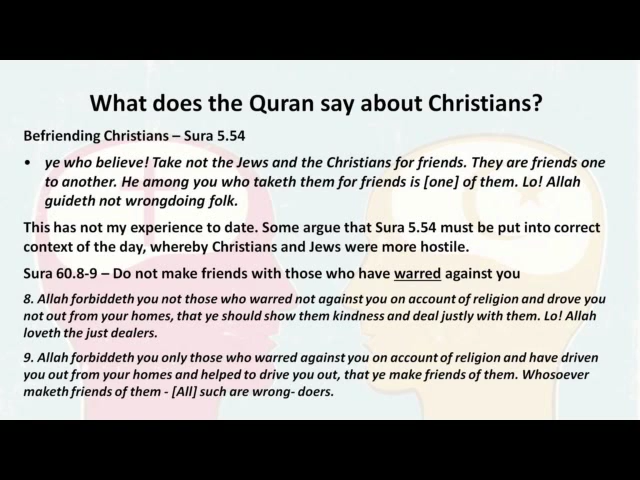 What does the Quran say about Christians?
Befriending Christians – Sura 5.54
• ye who believe! Take not the Jews and the Christians for friends. They are friends one
to another. He among you who taketh them for friends is [one] of them. Lo! Allah
guideth not wrongdoing folk.
This has not my experience to date. Some argue that Sura 5.54 must be put into correct
context of the day, whereby Christians and Jews were more hostile.
Sura 60.8-9 – Do not make friends with those who have warred against you
8. Allah forbiddeth you not those who warred not against you on account of religion and drove you
not out from your homes, that ye should show them kindness and deal justly with them. Lo! Allah
loveth the just dealers.
9. Allah forbiddeth you only those who warred against you on account of religion and have driven
you out from your homes and helped to drive you out, that ye make friends of them. Whosoever
maketh friends of them - [All] such are wrong- doers.